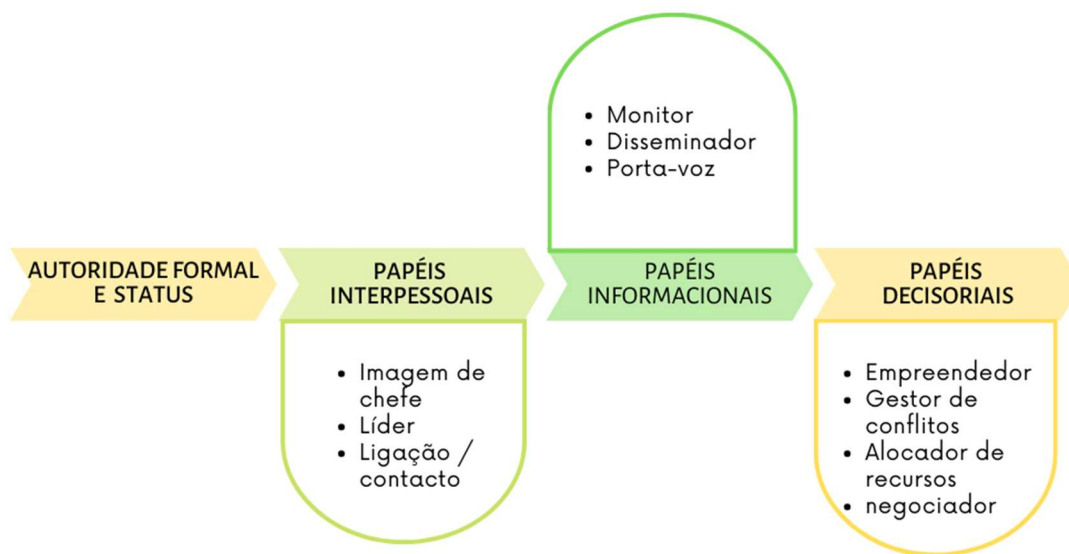 • Monitor
• Disseminador
• Porta-voz
AUTORIDADE FORMAL
E STATUS
PAPÉIS
INTERPESSOAIS
PAPÉIS
INFORMACIONAIS
PAPÉIS
DECISORIAIS
• Imagem de
chefe
• Líder
• Ligação /
contacto
• Empreendedor
• Gestor de
conflitos
• Alocador de
recursos
• negociador